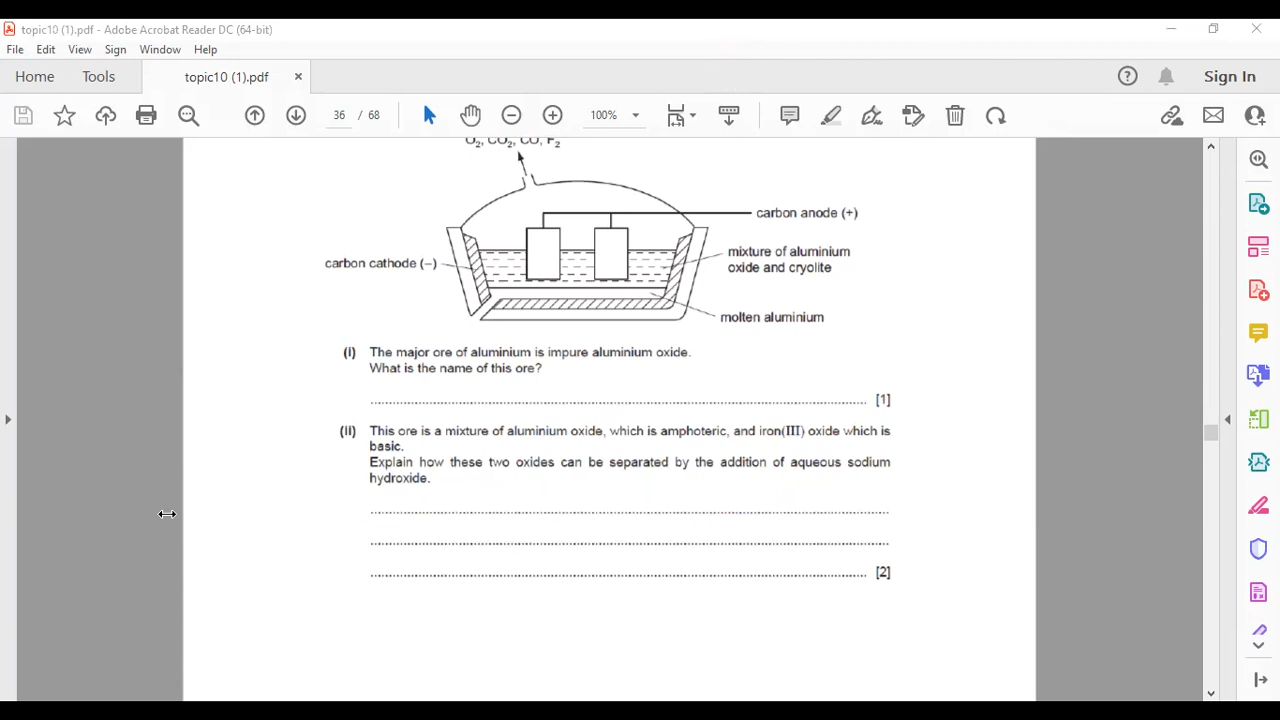 topic10 (1).pdf - Adobe Acrobat Reader DC (64-bit)
File Edit View Sign Window Help
Home Tools topic10 (1).pdf × Sign In
36 / 68 100%
O₂, CO₂, CO, F₂
carbon anode (+)
mixture of aluminium
oxide and cryolite
carbon cathode (–)
molten aluminium
(i) The major ore of aluminium is impure aluminium oxide.
What is the name of this ore?
[1]
(ii) This ore is a mixture of aluminium oxide, which is amphoteric, and iron(III) oxide which is
basic.
Explain how these two oxides can be separated by the addition of aqueous sodium
hydroxide.
[2]